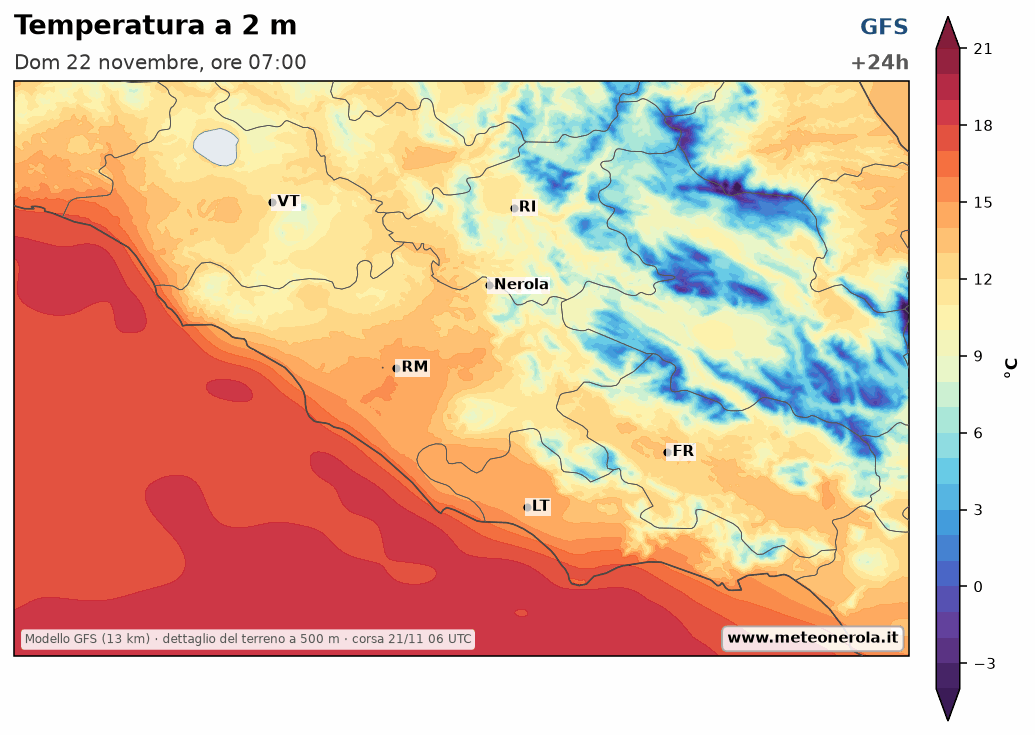 Temperatura a 2 m
GFS
Dom 22 novembre, ore 07:00
+24h
VT
RI
Nerola
RM
FR
LT
Modello GFS (13 km) · dettaglio del terreno a 500 m · corsa 21/11 06 UTC
www.meteonerola.it
21
18
15
12
9
6
3
0
−3
°C